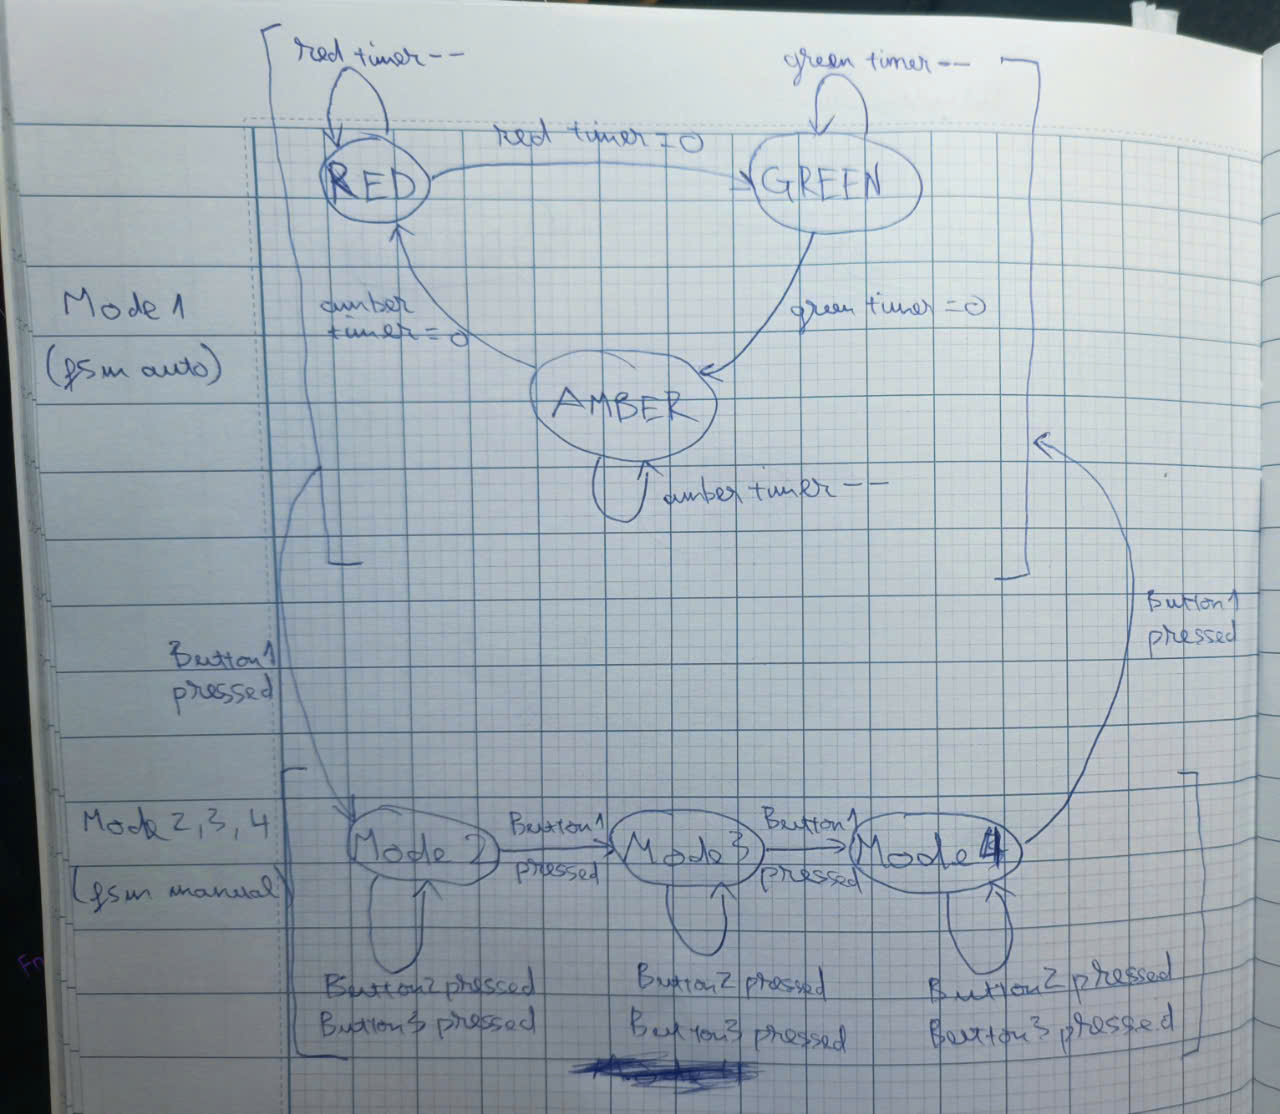 red timer--
green timer--
red timer=0
RED
GREEN
Mode 1
(fsm auto)
amber
timer=0
green timer=0
AMBER
amber timer--
Button1
pressed
Button1
pressed
Mode 2, 3, 4
(fsm manual)
Mode 2
Button1
pressed
Mode 3
Button1
pressed
Mode 4
Button2 pressed
Button3 pressed
Button2 pressed
Button3 pressed
Button2 pressed
Button3 pressed